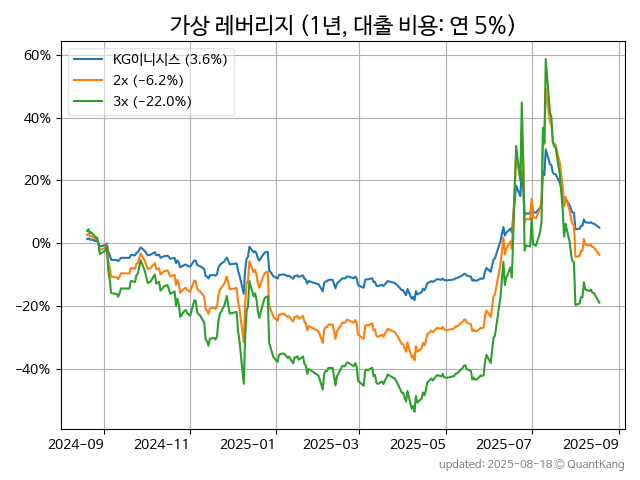 가상 레버리지 (1년, 대출 비용: 연 5%)
KG이니시스 (3.6%)
2x (−6.2%)
3x (−22.0%)
60%
40%
20%
0%
−20%
−40%
2024-09 2024-11 2025-01 2025-03 2025-05 2025-07 2025-09
updated: 2025-08-18 © QuantKang